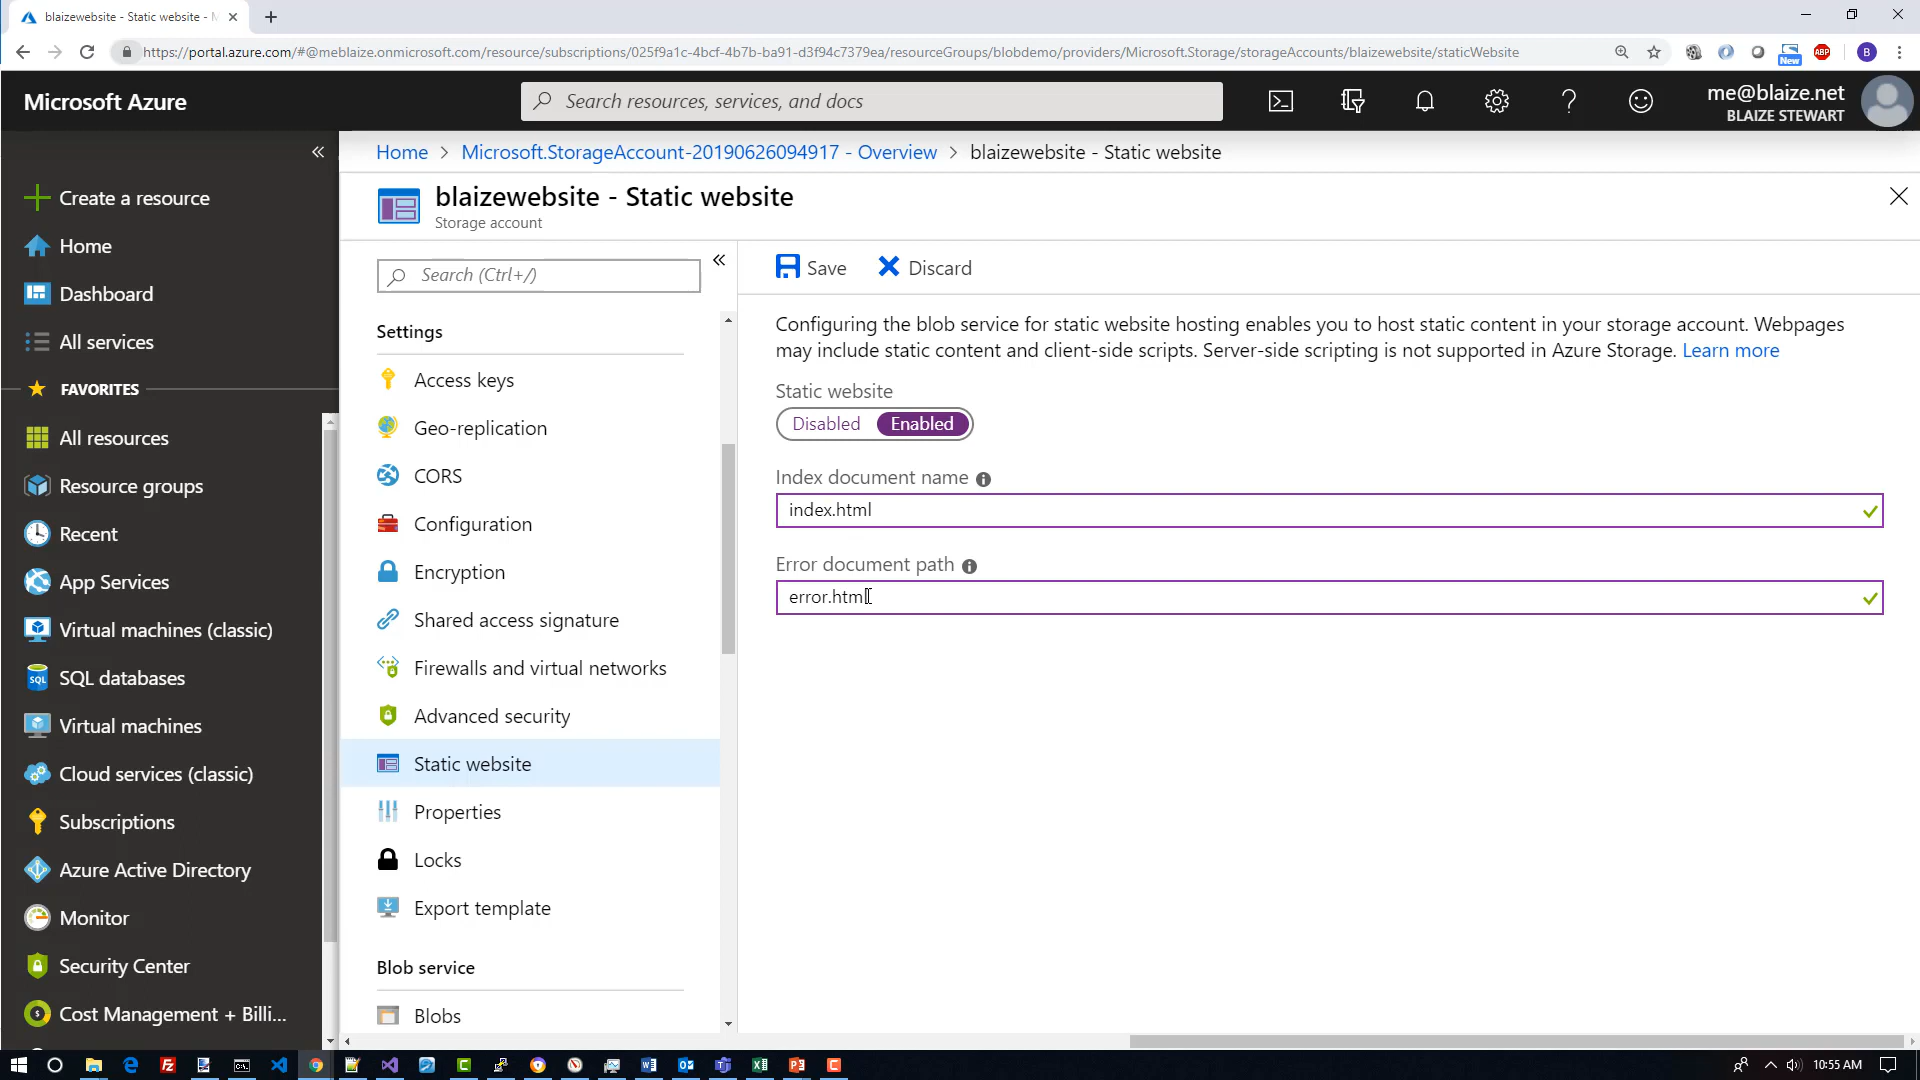 blaizewebsite - Static website - M
https://portal.azure.com/#@meblaize.onmicrosoft.com/resource/subscriptions/025f9a1c-4bcf-4b7b-ba91-d3f94c7379ea/resourceGroups/blobdemo/providers/Microsoft.Storage/storageAccounts/blaizewebsite/staticWebsite
New
ABP
B
Microsoft Azure
Search resources, services, and docs
me@blaize.net
BLAIZE STEWART
Home > Microsoft.StorageAccount-20190626094917 - Overview > blaizewebsite - Static website
blaizewebsite - Static website
Storage account
Create a resource
Home
Dashboard
All services
FAVORITES
All resources
Resource groups
Recent
App Services
Virtual machines (classic)
SQL databases
Virtual machines
Cloud services (classic)
Subscriptions
Azure Active Directory
Monitor
Security Center
Cost Management + Billi...
Search (Ctrl+/)
Settings
Access keys
Geo-replication
CORS
Configuration
Encryption
Shared access signature
Firewalls and virtual networks
Advanced security
Static website
Properties
Locks
Export template
Blob service
Blobs
Save
Discard
Configuring the blob service for static website hosting enables you to host static content in your storage account. Webpages
may include static content and client-side scripts. Server-side scripting is not supported in Azure Storage. Learn more
Static website
Disabled Enabled
Index document name
index.html
Error document path
error.html
10:55 AM